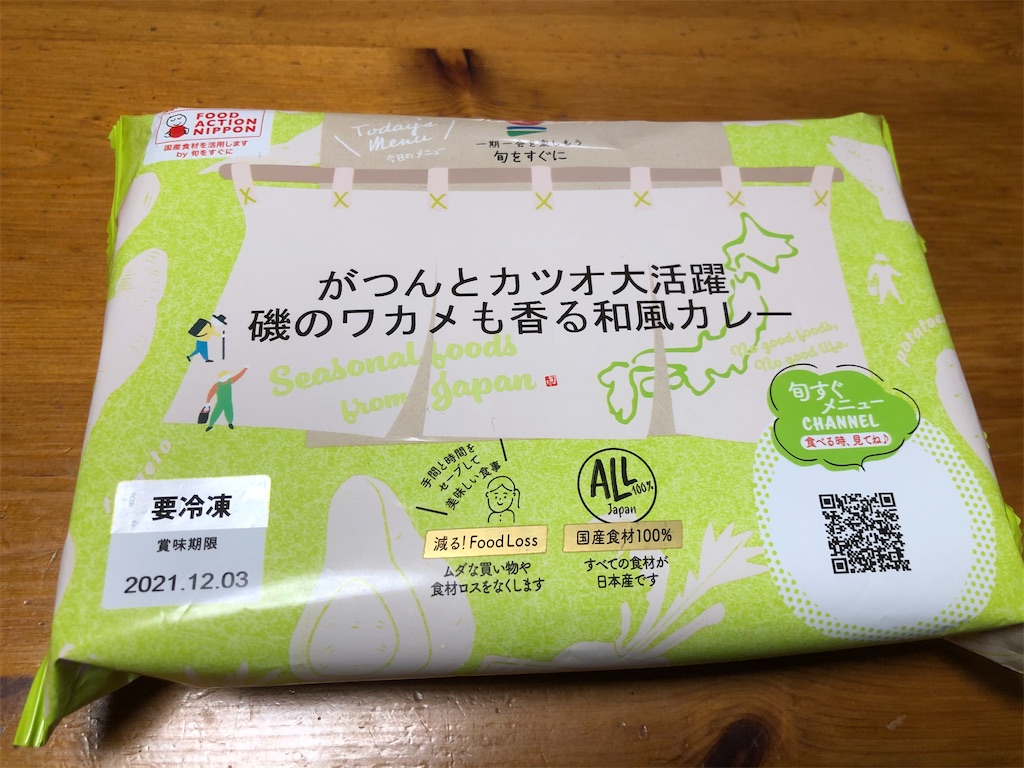 FOOD
ACTION
NIPPON
国産食材を活用します
by 旬をすぐに
Today's
Menu
今日のメニュー
一期一会を楽しもう
旬をすぐに
がつんとカツオ大活躍
磯のワカメも香る和風カレー
Seasonal foods
from Japan
旬
No good foods,
No good life.
potatoes
旬すぐ
メニュー
CHANNEL
食べる時、見てね♪
手間と時間を
セーブして
美味しい食事
減る! Food Loss
ムダな買い物や
食材ロスをなくします
ALL
100%
Japan
国産食材100%
すべての食材が
日本産です
要冷凍
賞味期限
2021.12.03